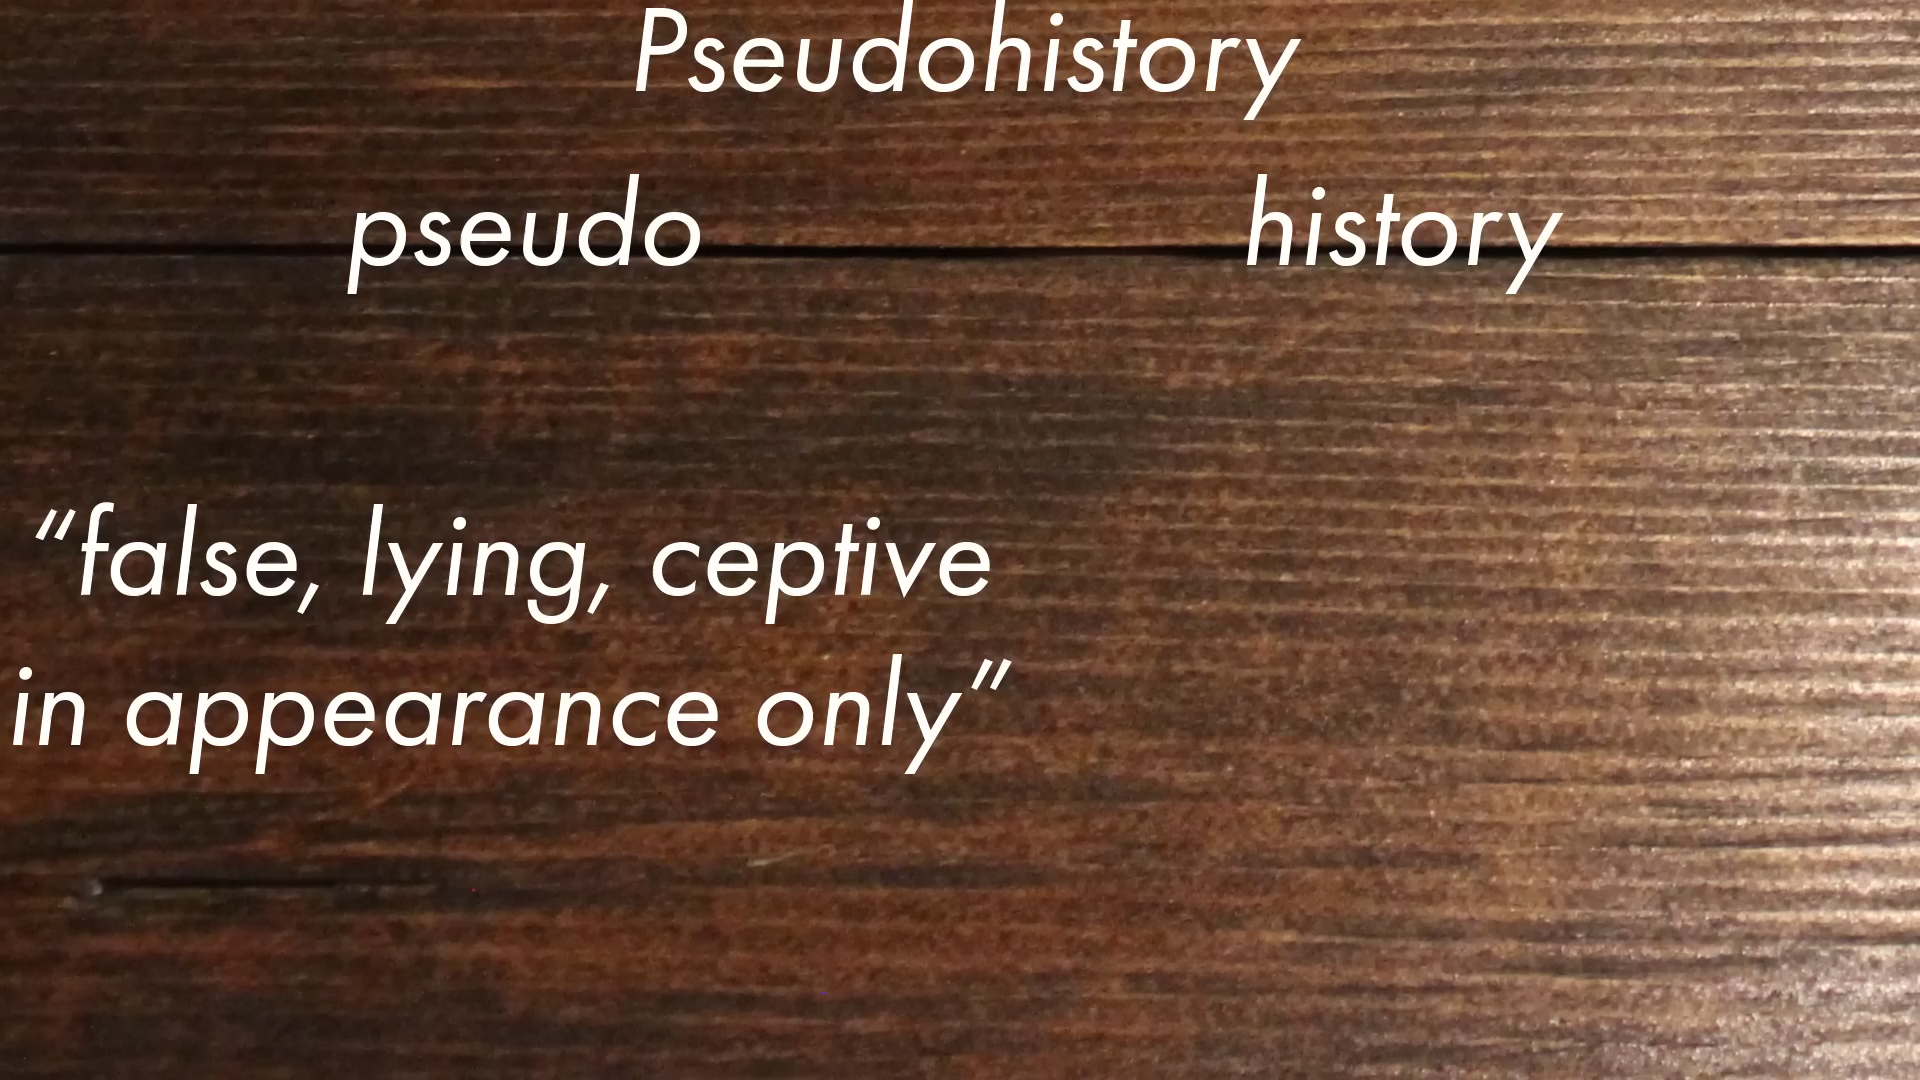 Pseudohistory
pseudo history
“false, lying, ceptive
in appearance only”